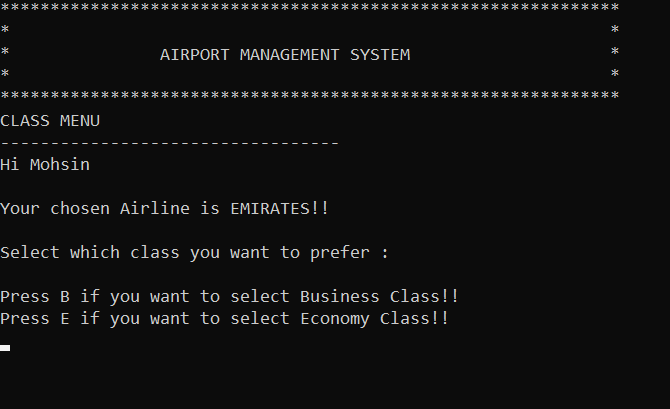 **************************************************************
*                                                            *
*               AIRPORT MANAGEMENT SYSTEM                    *
*                                                            *
**************************************************************
CLASS MENU
----------------------------------
Hi Mohsin
Your chosen Airline is EMIRATES!!
Select which class you want to prefer :
Press B if you want to select Business Class!!
Press E if you want to select Economy Class!!